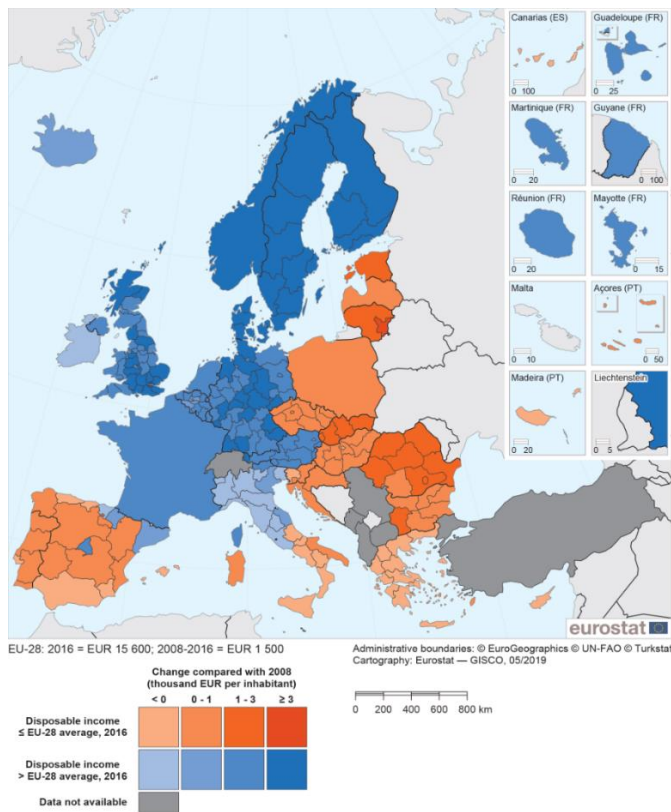 Canarias (ES)
0 100
Guadeloupe (FR)
0 25
Martinique (FR)
0 20
Guyane (FR)
0 100
Réunion (FR)
0 20
Mayotte (FR)
0 15
Malta
0 10
Açores (PT)
0 50
Madeira (PT)
0 20
Liechtenstein
0 5
eurostat
EU-28: 2016 = EUR 15 600; 2008-2016 = EUR 1 500
Administrative boundaries: © EuroGeographics © UN-FAO © Turkstat
Cartography: Eurostat — GISCO, 05/2019
0 200 400 600 800 km
Change compared with 2008
(thousand EUR per inhabitant)
< 0 0 - 1 1 - 3 ≥ 3
Disposable income
≤ EU-28 average, 2016
Disposable income
> EU-28 average, 2016
Data not available